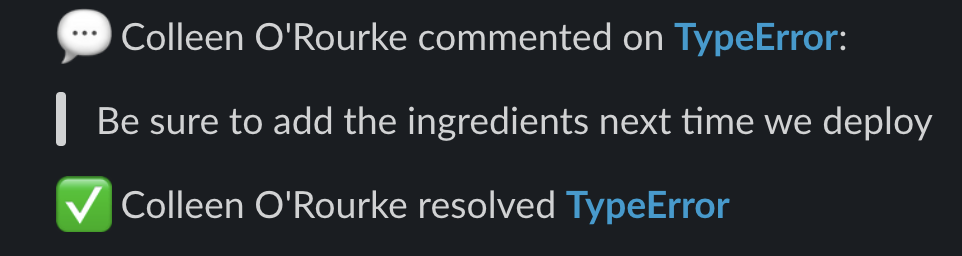 Colleen O'Rourke commented on TypeError:
Be sure to add the ingredients next time we deploy
Colleen O'Rourke resolved TypeError